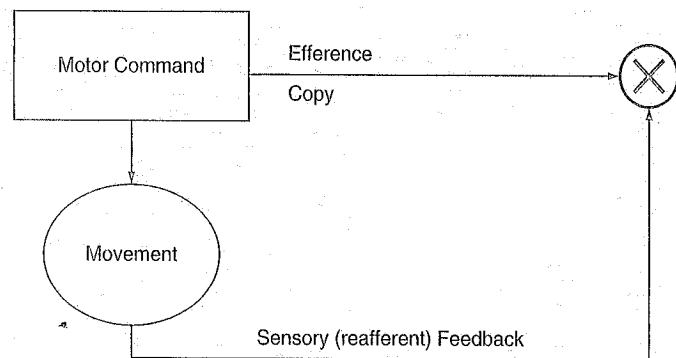 Motor Command
Efference
Copy
Movement
Sensory (reafferent) Feedback